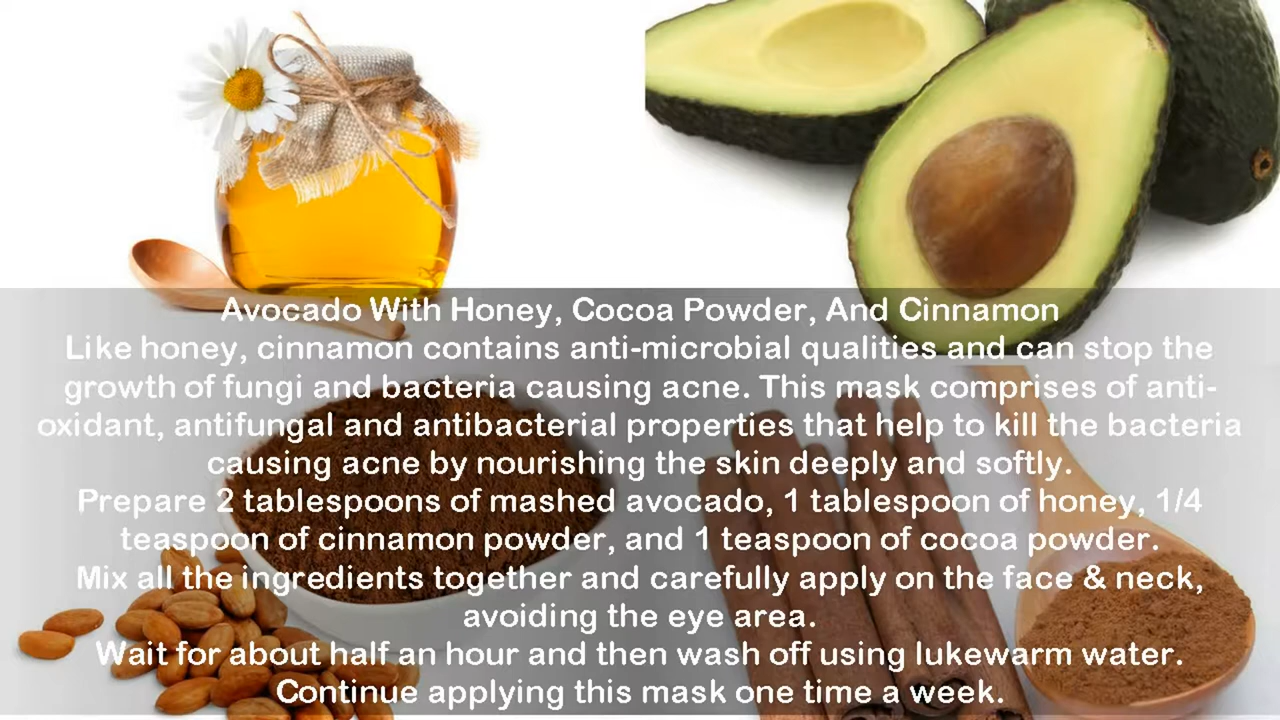 Avocado With Honey, Cocoa Powder, And Cinnamon
Like honey, cinnamon contains anti-microbial qualities and can stop the
growth of fungi and bacteria causing acne. This mask comprises of anti-
oxidant, antifungal and antibacterial properties that help to kill the bacteria
causing acne by nourishing the skin deeply and softly.
Prepare 2 tablespoons of mashed avocado, 1 tablespoon of honey, 1/4
teaspoon of cinnamon powder, and 1 teaspoon of cocoa powder.
Mix all the ingredients together and carefully apply on the face & neck,
avoiding the eye area.
Wait for about half an hour and then wash off using lukewarm water.
Continue applying this mask one time a week.